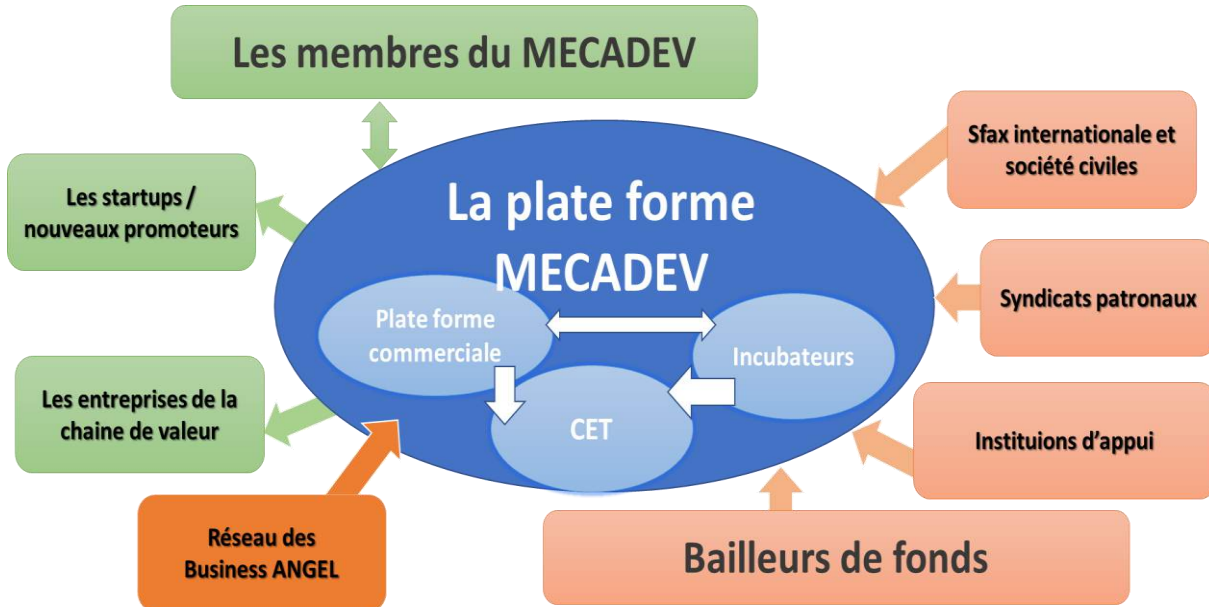 Les membres du MECADEV
Sfax internationale et
société civiles
Les startups /
nouveaux promoteurs
La plate forme
MECADEV
Syndicats patronaux
Plate forme
commerciale
Incubateurs
Les entreprises de la
chaine de valeur
CET
Instituions d'appui
Réseau des
Business ANGEL
Bailleurs de fonds